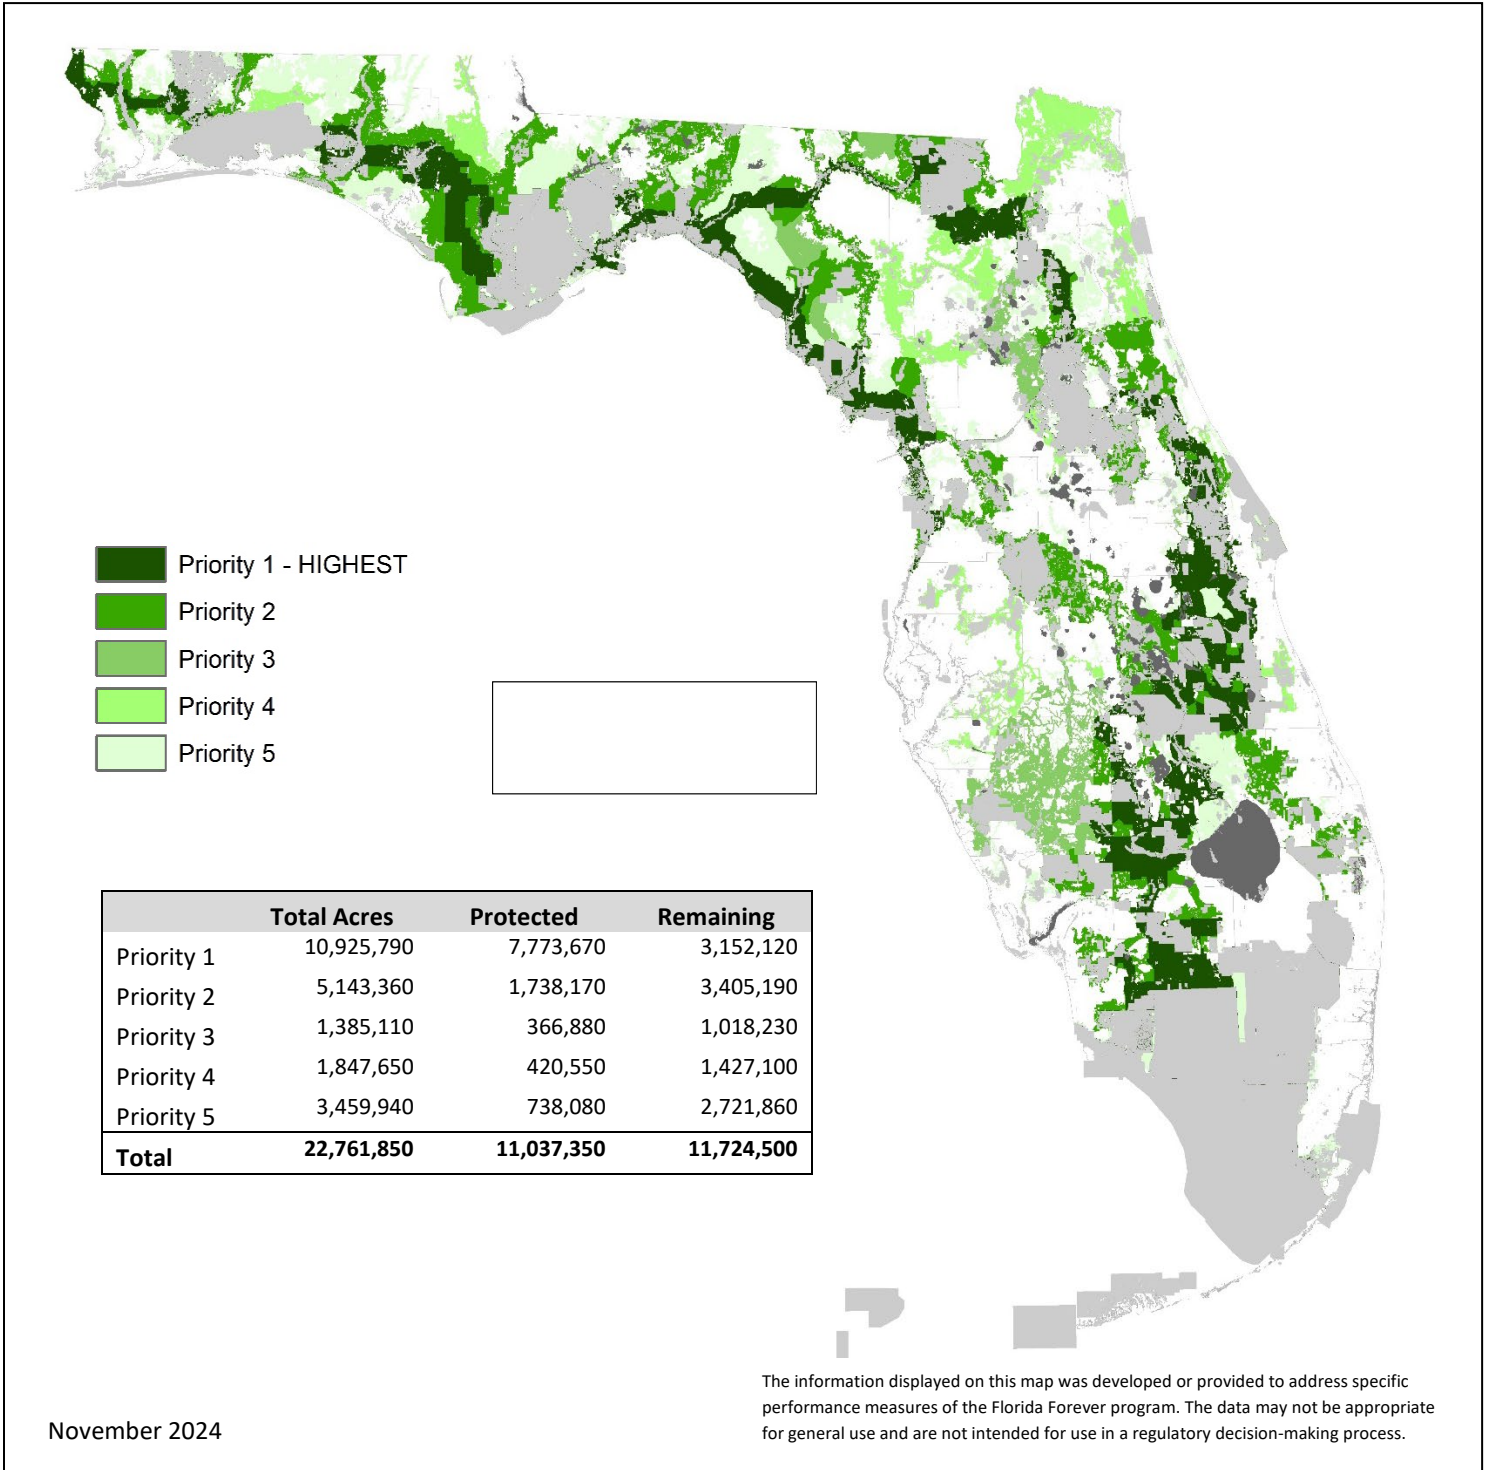 Priority 1 - HIGHEST
Priority 2
Priority 3
Priority 4
Priority 5
Total Acres Protected Remaining
Priority 1 10,925,790 7,773,670 3,152,120
Priority 2 5,143,360 1,738,170 3,405,190
Priority 3 1,385,110 366,880 1,018,230
Priority 4 1,847,650 420,550 1,427,100
Priority 5 3,459,940 738,080 2,721,860
Total 22,761,850 11,037,350 11,724,500
The information displayed on this map was developed or provided to address specific
performance measures of the Florida Forever program. The data may not be appropriate
for general use and are not intended for use in a regulatory decision-making process.
November 2024